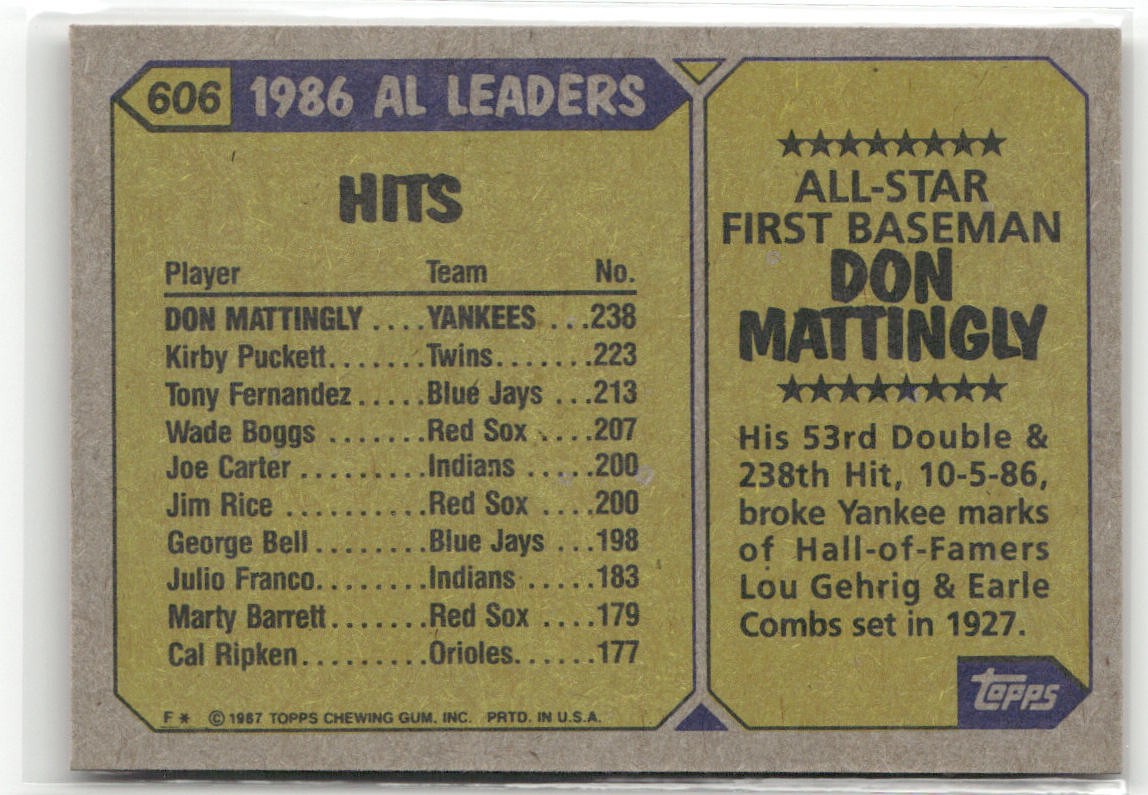 606 1986 AL LEADERS
HITS
Player Team No.
DON MATTINGLY ....YANKEES ...238
Kirby Puckett.......Twins.......223
Tony Fernandez .....Blue Jays ...213
Wade Boggs .......Red Sox .....207
Joe Carter .........Indians .....200
Jim Rice ..........Red Sox ....200
George Bell ........Blue Jays ...198
Julio Franco........Indians .....183
Marty Barrett.......Red Sox ....179
Cal Ripken.........Orioles......177
F * © 1987 TOPPS CHEWING GUM, INC. PRTD. IN U.S.A.
★★★★★★★★
ALL-STAR
FIRST BASEMAN
DON
MATTINGLY
★★★★★★★★
His 53rd Double &
238th Hit, 10-5-86,
broke Yankee marks
of Hall-of-Famers
Lou Gehrig & Earle
Combs set in 1927.
topps